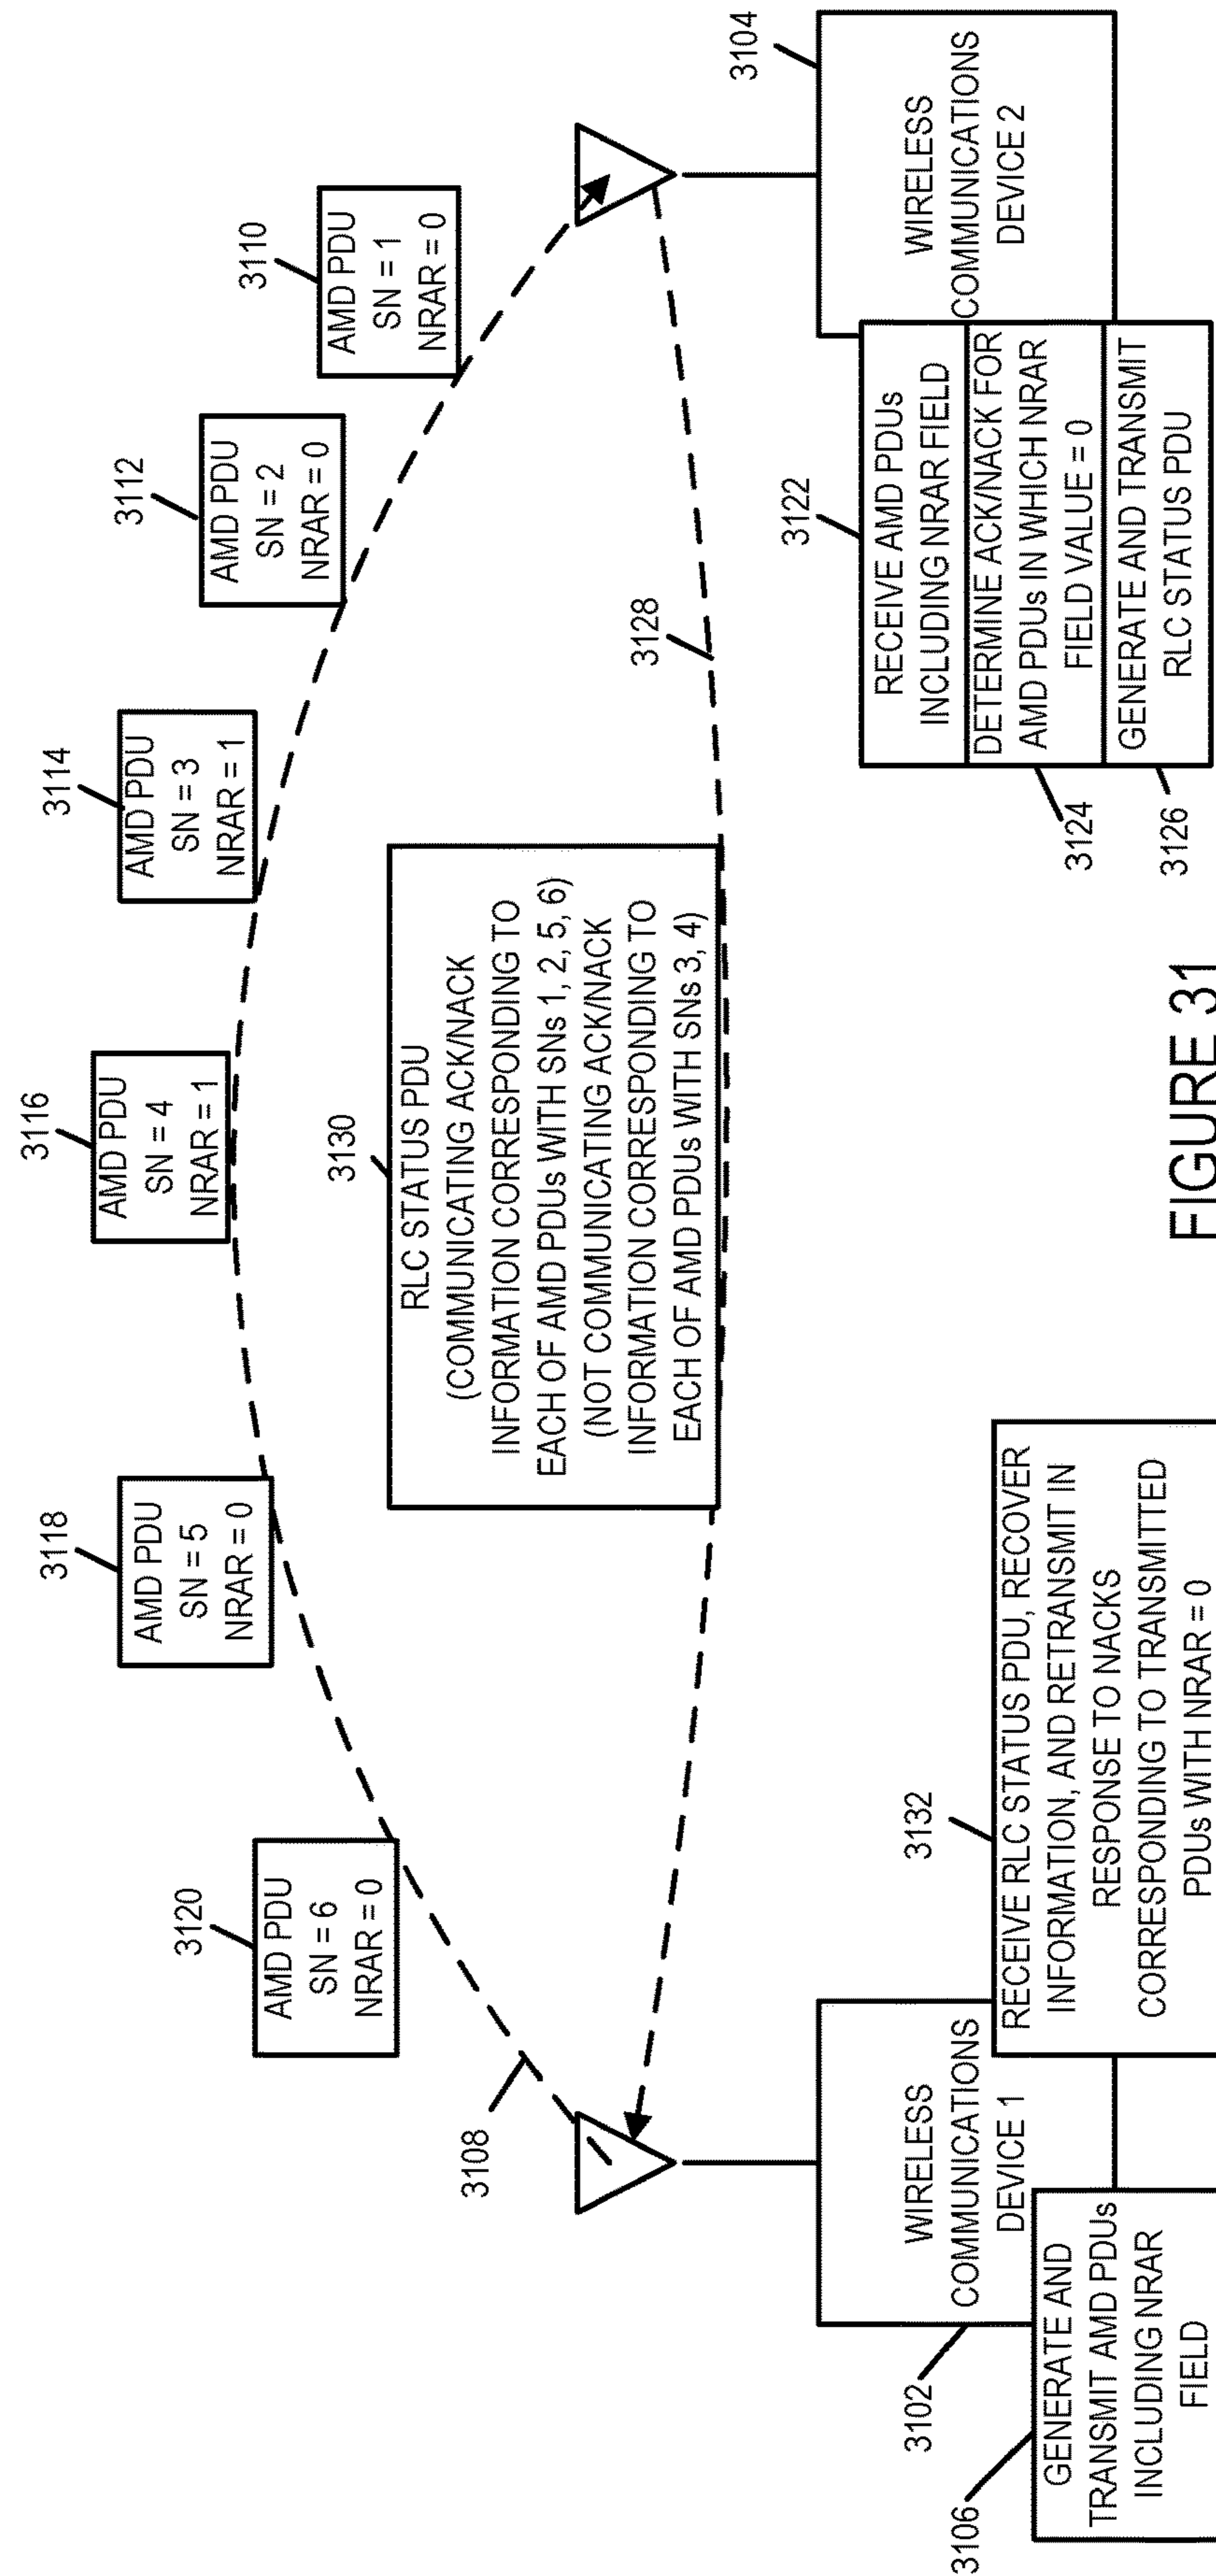 3120
AMD PDU
SN = 6
NRAR = 0
3118
AMD PDU
SN = 5
NRAR = 0
3116
AMD PDU
SN = 4
NRAR = 1
3114
AMD PDU
SN = 3
NRAR = 1
3112
AMD PDU
SN = 2
NRAR = 0
3110
AMD PDU
SN = 1
NRAR = 0
3108
3130
RLC STATUS PDU
(COMMUNICATING ACK/NACK
INFORMATION CORRESPONDING TO
EACH OF AMD PDUs WITH SNs 1, 2, 5, 6)
(NOT COMMUNICATING ACK/NACK
INFORMATION CORRESPONDING TO
EACH OF AMD PDUs WITH SNs 3, 4)
3128
3102
WIRELESS
COMMUNICATIONS
DEVICE 1
3106
GENERATE AND
TRANSMIT AMD PDUs
INCLUDING NRAR
FIELD
3132
RECEIVE RLC STATUS PDU, RECOVER
INFORMATION, AND RETRANSMIT IN
RESPONSE TO NACKS
CORRESPONDING TO TRANSMITTED
PDUs WITH NRAR = 0
3104
WIRELESS
COMMUNICATIONS
DEVICE 2
3122
RECEIVE AMD PDUs
INCLUDING NRAR FIELD
3124
DETERMINE ACK/NACK FOR
AMD PDUs IN WHICH NRAR
FIELD VALUE = 0
3126
GENERATE AND TRANSMIT
RLC STATUS PDU
FIGURE 31